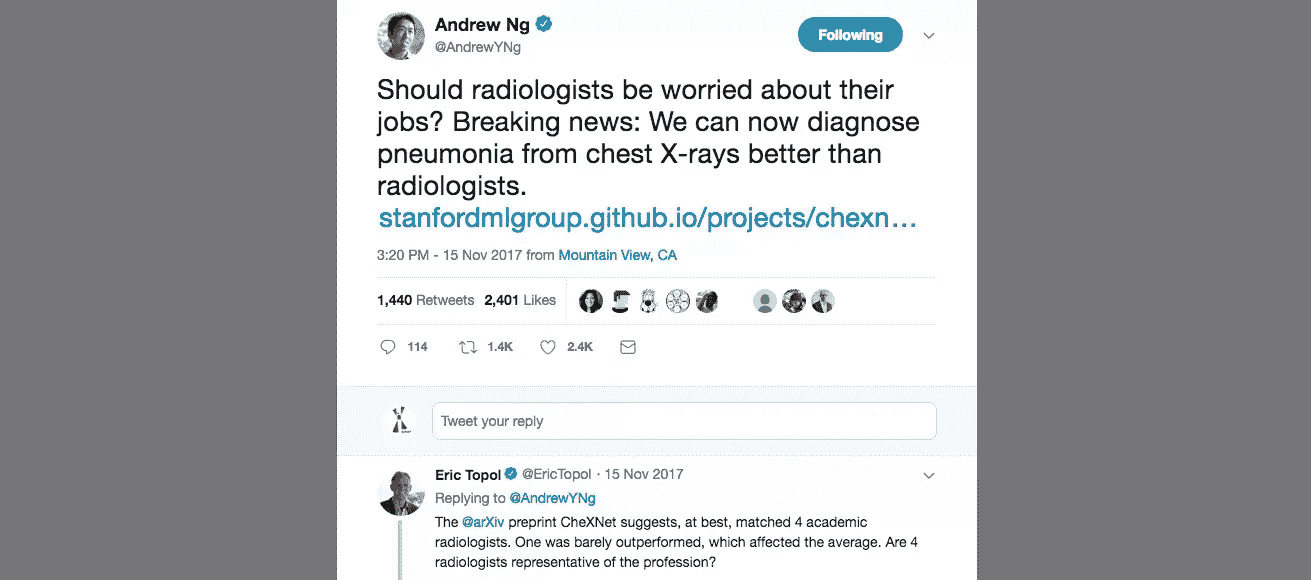 Andrew Ng
@AndrewYNg
Following
Should radiologists be worried about their
jobs? Breaking news: We can now diagnose
pneumonia from chest X-rays better than
radiologists.
stanfordmlgroup.github.io/projects/chexn…
3:20 PM - 15 Nov 2017 from Mountain View, CA
1,440 Retweets 2,401 Likes
114 1.4K 2.4K
Tweet your reply
Eric Topol @EricTopol · 15 Nov 2017
Replying to @AndrewYNg
The @arXiv preprint CheXNet suggests, at best, matched 4 academic
radiologists. One was barely outperformed, which affected the average. Are 4
radiologists representative of the profession?